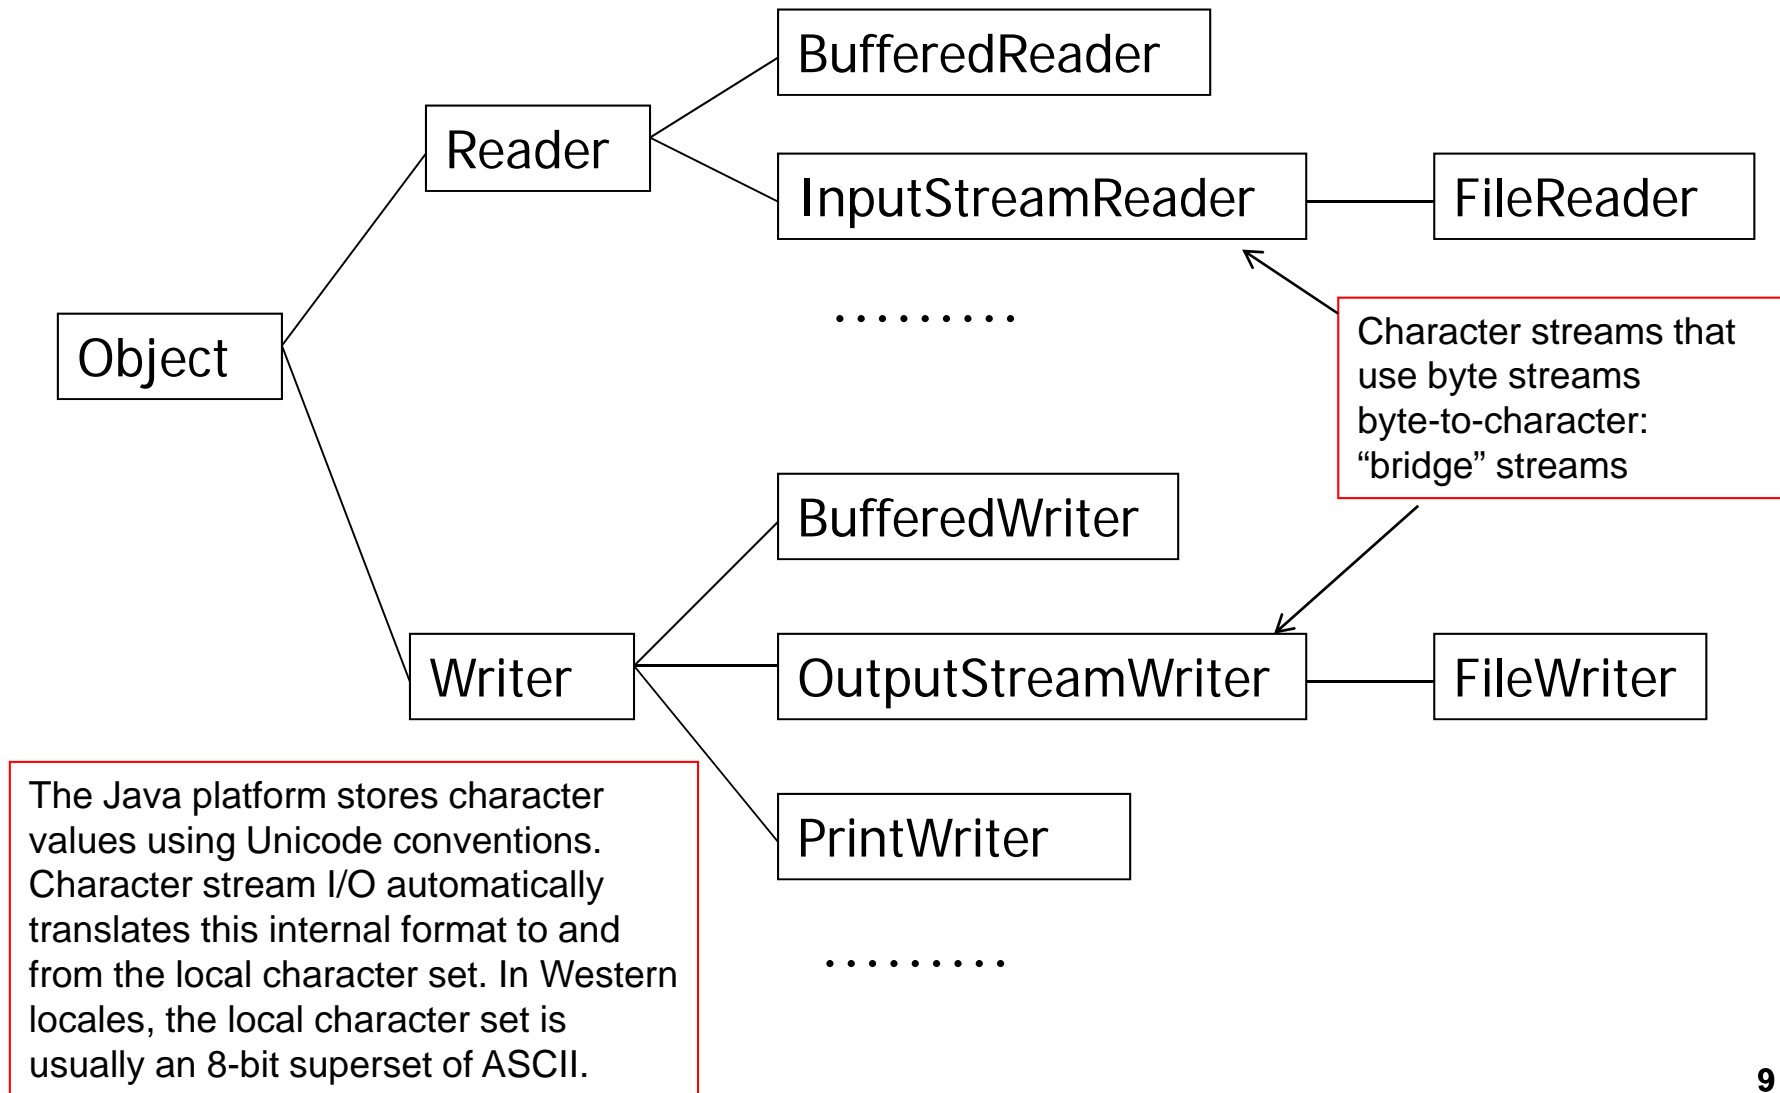 BufferedReader
Reader
InputStreamReader
FileReader
.........
Object
Character streams that
use byte streams
byte-to-character:
“bridge” streams
BufferedWriter
Writer
OutputStreamWriter
FileWriter
PrintWriter
The Java platform stores character
values using Unicode conventions.
Character stream I/O automatically
translates this internal format to and
from the local character set. In Western
locales, the local character set is
usually an 8-bit superset of ASCII.
.........
9